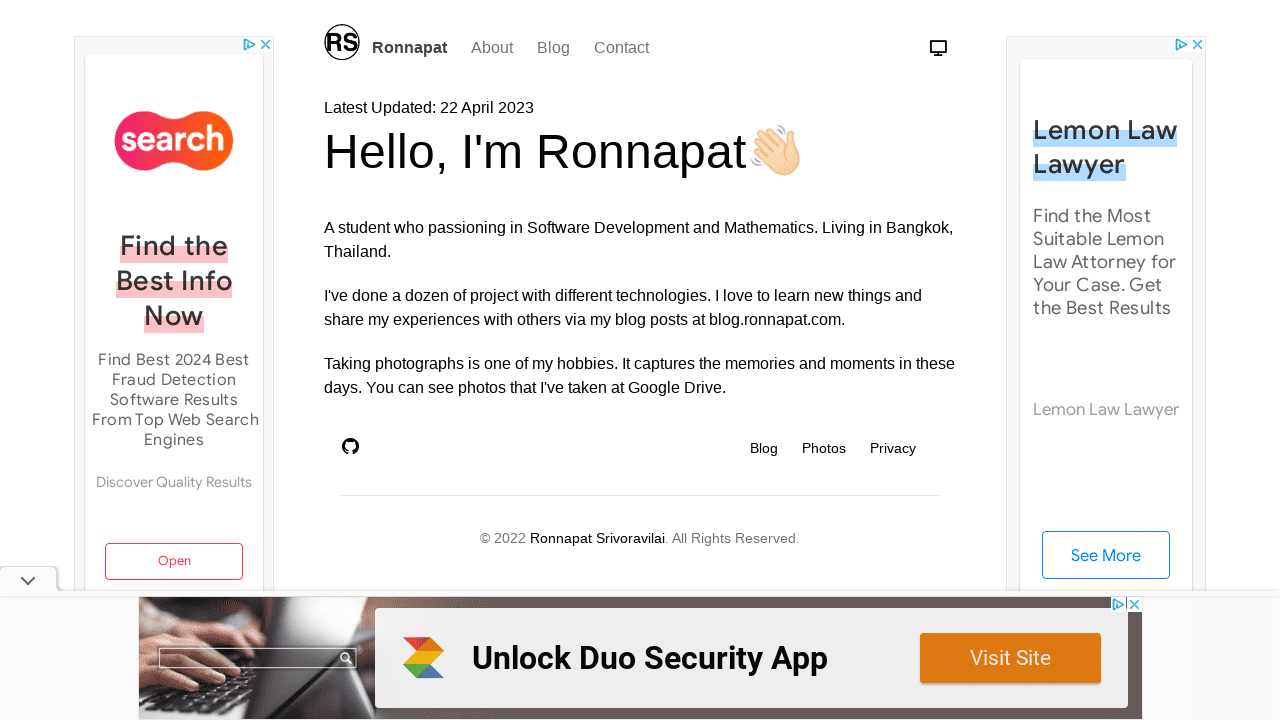 RS
Ronnapat About Blog Contact
Latest Updated: 22 April 2023
Hello, I'm Ronnapat
A student who passioning in Software Development and Mathematics. Living in Bangkok,
Thailand.
I've done a dozen of project with different technologies. I love to learn new things and
share my experiences with others via my blog posts at blog.ronnapat.com.
Taking photographs is one of my hobbies. It captures the memories and moments in these
days. You can see photos that I've taken at Google Drive.
Blog Photos Privacy
© 2022 Ronnapat Srivoravilai. All Rights Reserved.
search
Find the
Best Info
Now
Find Best 2024 Best
Fraud Detection
Software Results
From Top Web Search
Engines
Discover Quality Results
Open
Lemon Law
Lawyer
Find the Most
Suitable Lemon
Law Attorney for
Your Case. Get
the Best Results
Lemon Law Lawyer
See More
Unlock Duo Security App
Visit Site